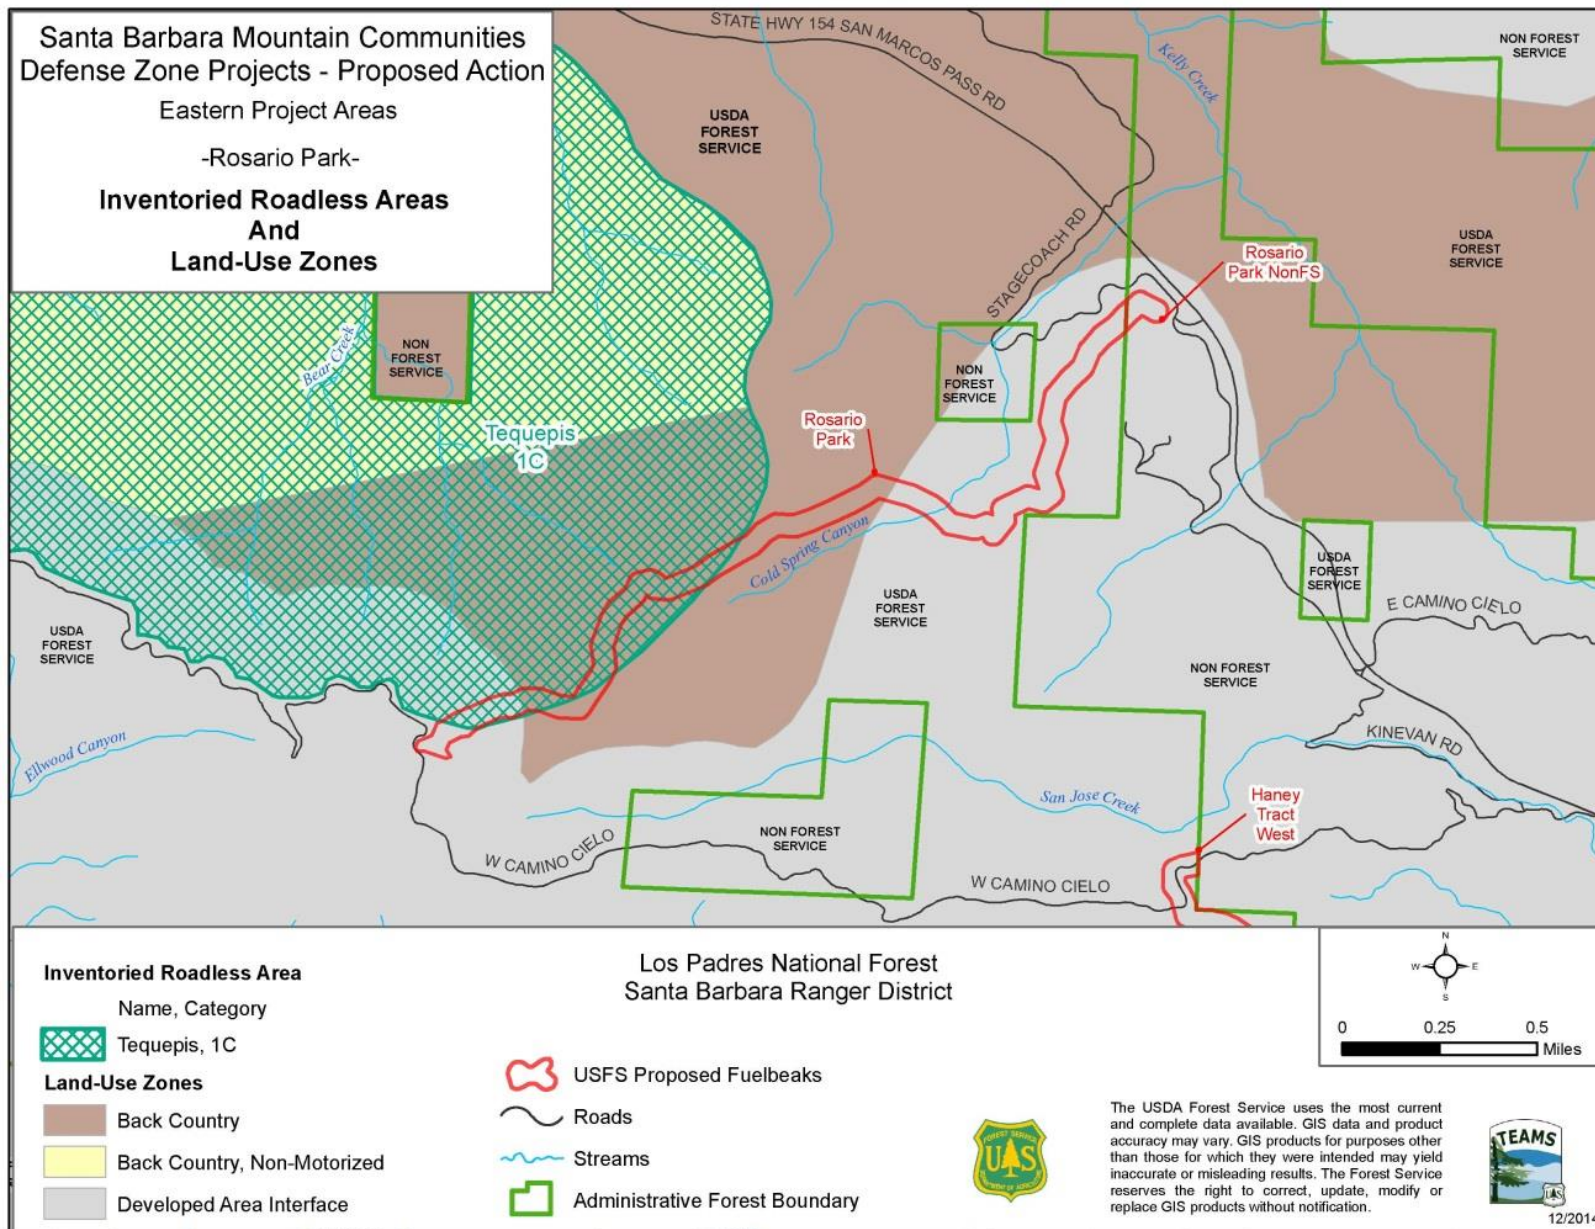 Santa Barbara Mountain Communities
Defense Zone Projects - Proposed Action
Eastern Project Areas
-Rosario Park-
Inventoried Roadless Areas
And
Land-Use Zones
STATE HWY 154 SAN MARCOS PASS RD
Kelly Creek
NON FOREST
SERVICE
USDA
FOREST
SERVICE
USDA
FOREST
SERVICE
STAGECOACH RD
Rosario
Park NonFS
Bear Creek
NON
FOREST
SERVICE
NON
FOREST
SERVICE
Tequepis
1C
Rosario
Park
Cold Spring Canyon
USDA
FOREST
SERVICE
USDA
FOREST
SERVICE
E CAMINO CIELO
USDA
FOREST
SERVICE
NON FOREST
SERVICE
Ellwood Canyon
KINEVAN RD
San Jose Creek
Haney
Tract
West
NON FOREST
SERVICE
W CAMINO CIELO
W CAMINO CIELO
Inventoried Roadless Area
Name, Category
Tequepis, 1C
Land-Use Zones
Back Country
Back Country, Non-Motorized
Developed Area Interface
Los Padres National Forest
Santa Barbara Ranger District
USFS Proposed Fuelbeaks
Roads
Streams
Administrative Forest Boundary
N
W
E
S
0 0.25 0.5
Miles
FOREST SERVICE
US
DEPARTMENT OF AGRICULTURE
The USDA Forest Service uses the most current
and complete data available. GIS data and product
accuracy may vary. GIS products for purposes other
than those for which they were intended may yield
inaccurate or misleading results. The Forest Service
reserves the right to correct, update, modify or
replace GIS products without notification.
TEAMS
US
12/2014